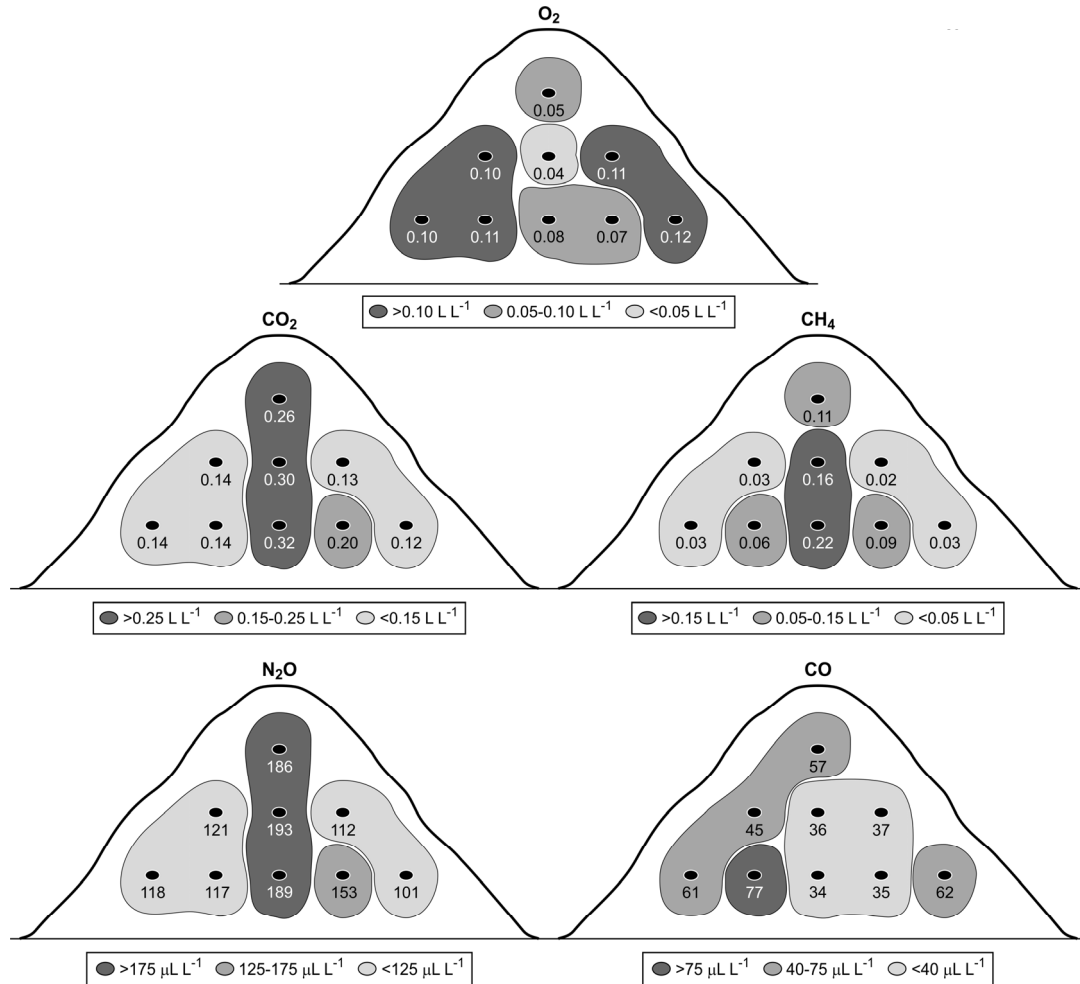 O₂
0.05
0.10 0.04 0.11
0.10 0.11 0.08 0.07 0.12
>0.10 L L⁻¹ 0.05-0.10 L L⁻¹ <0.05 L L⁻¹
CO₂
0.26
0.14 0.30 0.13
0.14 0.14 0.32 0.20 0.12
>0.25 L L⁻¹ 0.15-0.25 L L⁻¹ <0.15 L L⁻¹
CH₄
0.11
0.03 0.16 0.02
0.03 0.06 0.22 0.09 0.03
>0.15 L L⁻¹ 0.05-0.15 L L⁻¹ <0.05 L L⁻¹
N₂O
186
121 193 112
118 117 189 153 101
>175 μL L⁻¹ 125-175 μL L⁻¹ <125 μL L⁻¹
CO
57
45 36 37
61 77 34 35 62
>75 μL L⁻¹ 40-75 μL L⁻¹ <40 μL L⁻¹